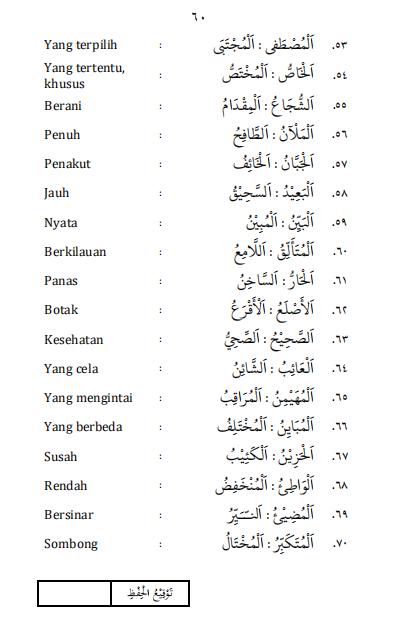 ٦٠
٥٣. اَلْمُصْطَفى : اَلْمُجْتَبَى : Yang terpilih
٥٤. اَلْخَاصُّ : اَلْمُخْتَصُّ : Yang tertentu,
khusus
٥٥. اَلشُّجَاعُ : اَلْمِقْدَامُ : Berani
٥٦. اَلْمَلْآنُ : اَلطَّافِحُ : Penuh
٥٧. اَلْجَبَّانُ : اَلْخَائِفُ : Penakut
٥٨. اَلْبَعِيْدُ : اَلسَّحِيْقُ : Jauh
٥٩. اَلْبَيِّنُ : اَلْمُبِيْنُ : Nyata
٦٠. اَلْمُتَأَلِّقُ : اَللَّامِعُ : Berkilauan
٦١. اَلْحَارُّ : اَلسَّاخِنُ : Panas
٦٢. اَلأَصْلَعُ : اَلْأَقْرَعُ : Botak
٦٣. اَلصَّحِيْحُ : اَلصِّحِيُّ : Kesehatan
٦٤. اَلْعَائِبُ : اَلشَّائِنُ : Yang cela
٦٥. اَلْمُهَيْمِنُ : اَلْمُرَاقِبُ : Yang mengintai
٦٦. اَلْمُبَايِنُ : اَلْمُخْتَلِفُ : Yang berbeda
٦٧. اَلْحَزِيْنُ : اَلْكَئِيْبُ : Susah
٦٨. اَلْوَاطِئُ : اَلْمُنْخَفِضُ : Rendah
٦٩. اَلْمُضِيْئُ : اَلنَّيِّرُ : Bersinar
٧٠. اَلْمُتَكَبِّرُ : اَلْمُخْتَالُ : Sombong
تَوْقِيْعُ الْحِفْظِ